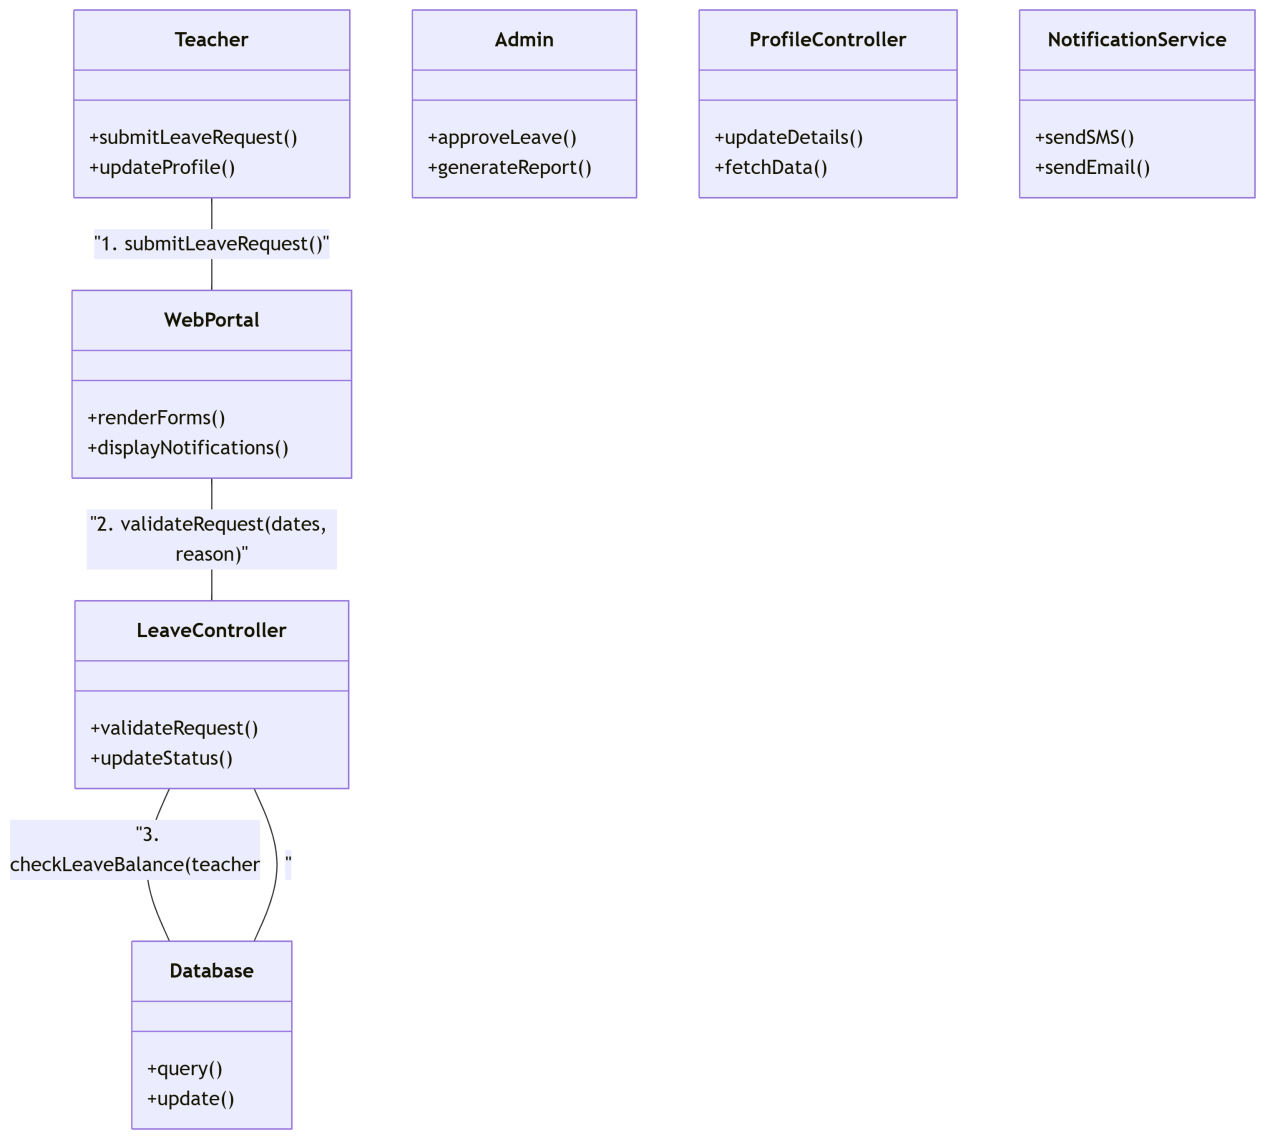 Teacher
+submitLeaveRequest()
+updateProfile()
Admin
+approveLeave()
+generateReport()
ProfileController
+updateDetails()
+fetchData()
NotificationService
+sendSMS()
+sendEmail()
"1. submitLeaveRequest()"
WebPortal
+renderForms()
+displayNotifications()
"2. validateRequest(dates,
reason)"
LeaveController
+validateRequest()
+updateStatus()
"3.
checkLeaveBalance(teacher
"
Database
+query()
+update()